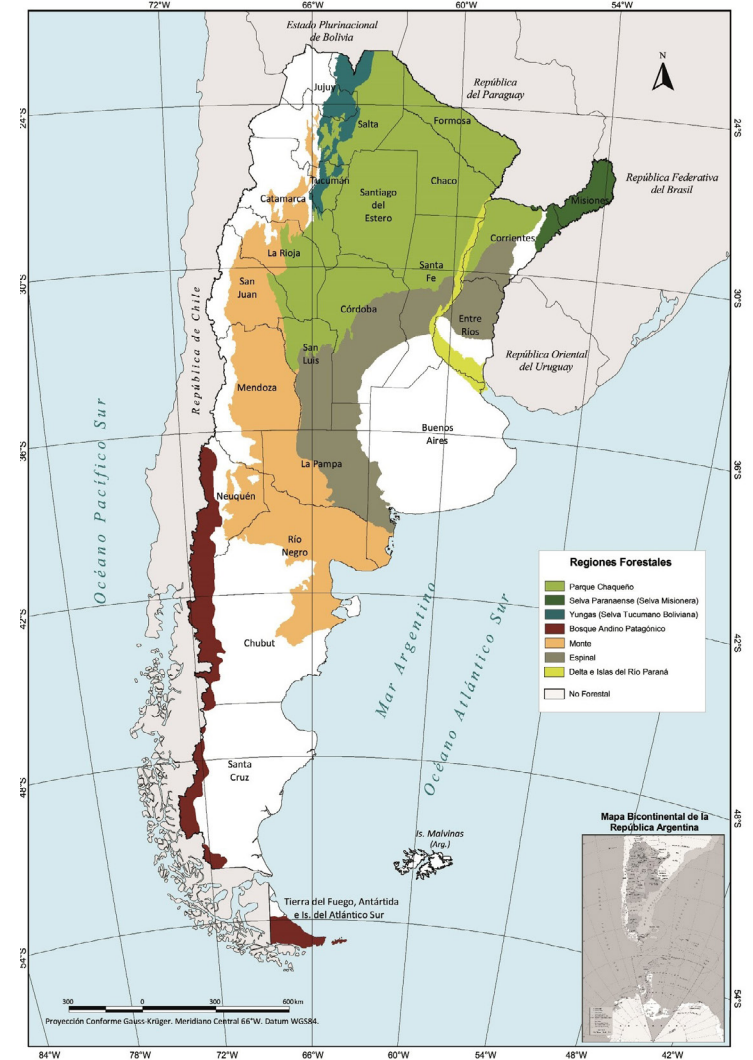 72°W
66°W
60°W
54°W
Estado Plurinacional
de Bolivia
N
República
del Paraguay
24°S
24°S
Jujuy
Salta
Formosa
República Federativa
del Brasil
Tucumán
Chaco
Misiones
Catamarca
Santiago
del
Estero
Corrientes
La Rioja
Santa
Fe
30°S
30°S
San
Juan
Córdoba
Entre
Ríos
República de Chile
San
Luis
República Oriental
del Uruguay
Mendoza
Buenos
Aires
36°S
36°S
La Pampa
Océano Pacífico Sur
Neuquén
Río
Negro
Regiones Forestales
Parque Chaqueño
Selva Paranaense (Selva Misionera)
Yungas (Selva Tucumano Boliviana)
Bosque Andino Patagónico
Monte
Espinal
Delta e Islas del Río Paraná
No Forestal
42°S
42°S
Chubut
Mar Argentino
Océano Atlántico Sur
Santa
Cruz
48°S
48°S
Mapa Bicontinental de la
República Argentina
Is. Malvinas
(Arg.)
Tierra del Fuego, Antártida
e Is. del Atlántico Sur
54°S
54°S
300 0 300 600km
Proyección Conforme Gauss-Krüger. Meridiano Central 66°W. Datum WGS84.
84°W
78°W
72°W
66°W
60°W
54°W
48°W
42°W